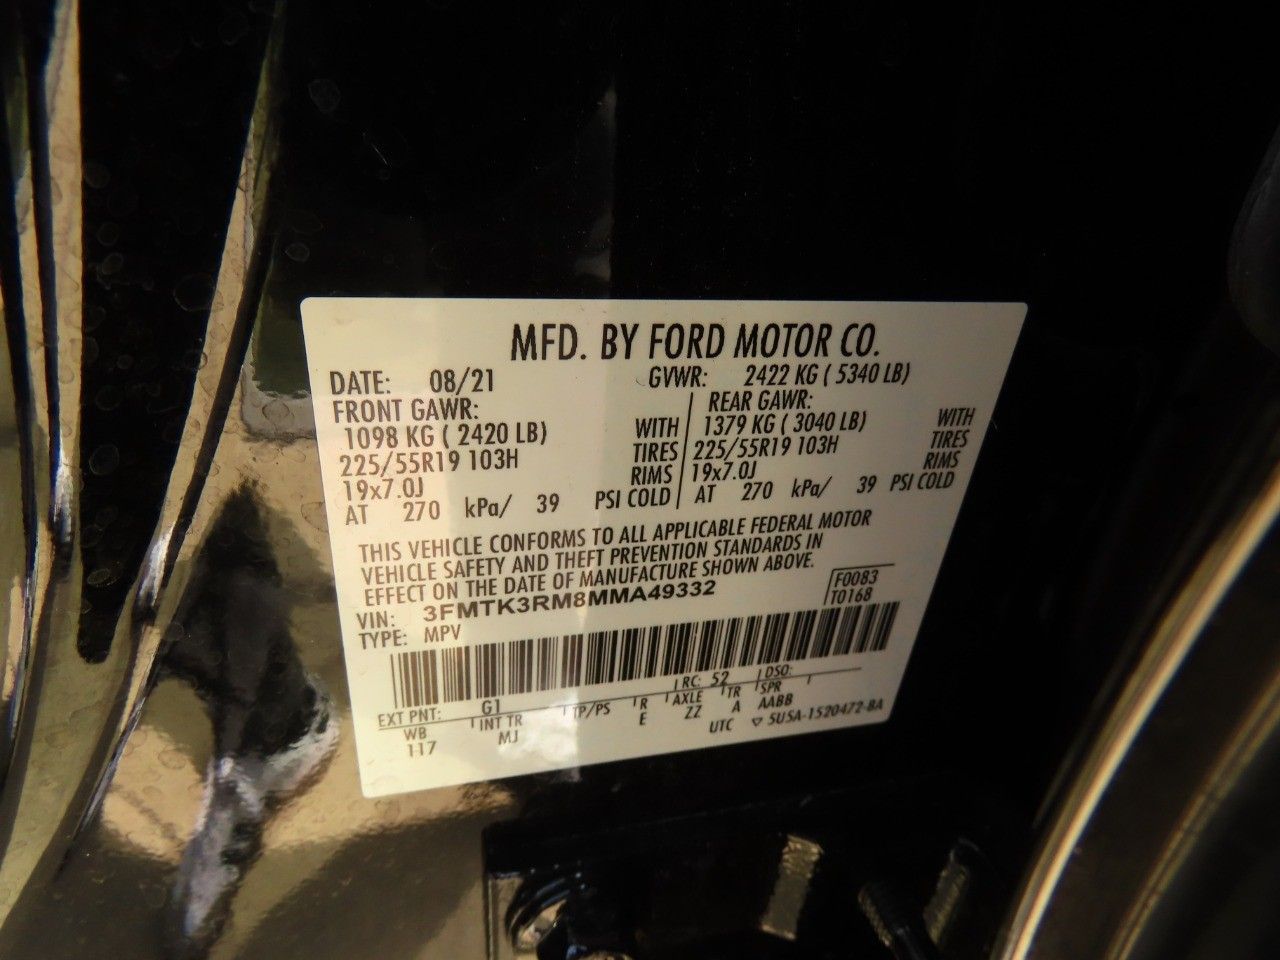 MFD. BY FORD MOTOR CO.
DATE: 08/21 GVWR: 2422 KG ( 5340 LB)
FRONT GAWR: REAR GAWR:
1098 KG ( 2420 LB) WITH 1379 KG ( 3040 LB) WITH
225/55R19 103H TIRES 225/55R19 103H TIRES
19x7.0J RIMS 19x7.0J RIMS
AT 270 kPa/ 39 PSI COLD AT 270 kPa/ 39 PSI COLD
THIS VEHICLE CONFORMS TO ALL APPLICABLE FEDERAL MOTOR
VEHICLE SAFETY AND THEFT PREVENTION STANDARDS IN
EFFECT ON THE DATE OF MANUFACTURE SHOWN ABOVE.
VIN: 3FMTK3RM8MMA49332 F0083
TYPE: MPV T0168
EXT PNT: G1 RC: 52 DSO:
WB INT TR TP/PS R AXLE TR SPR
117 MJ E ZZ A AABB
UTC ▽ 5USA-1520472-BA